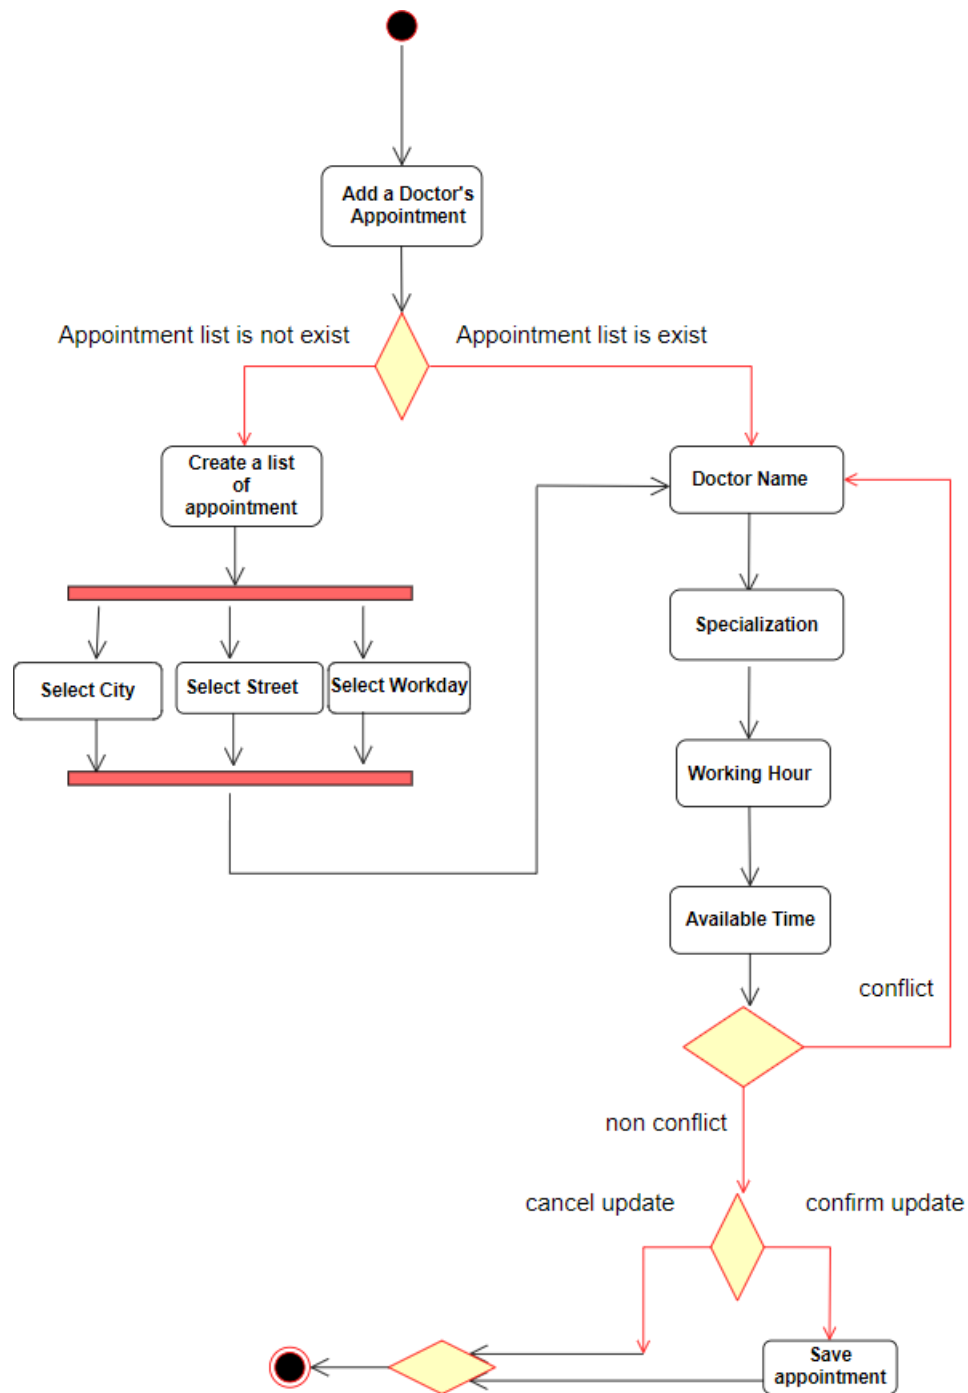 Add a Doctor's
Appointment
Appointment list is not exist
Appointment list is exist
Create a list
of
appointment
Doctor Name
Specialization
Select City
Select Street
Select Workday
Working Hour
Available Time
conflict
non conflict
cancel update
confirm update
Save
appointment